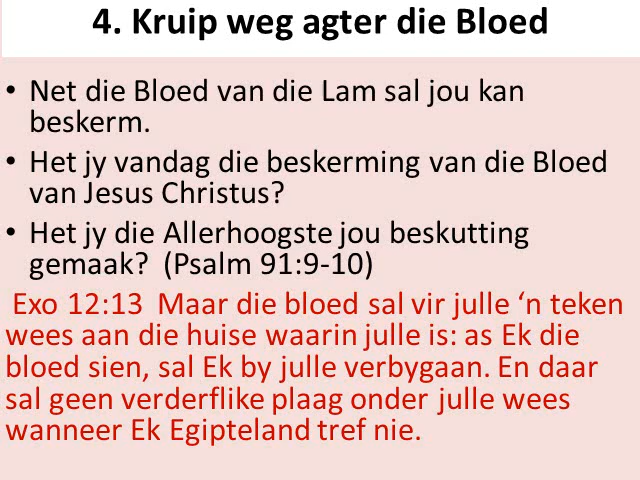 4. Kruip weg agter die Bloed
• Net die Bloed van die Lam sal jou kan
beskerm.
• Het jy vandag die beskerming van die Bloed
van Jesus Christus?
• Het jy die Allerhoogste jou beskutting
gemaak?  (Psalm 91:9-10)
Exo 12:13  Maar die bloed sal vir julle ‘n teken
wees aan die huise waarin julle is: as Ek die
bloed sien, sal Ek by julle verbygaan. En daar
sal geen verderflike plaag onder julle wees
wanneer Ek Egipteland tref nie.